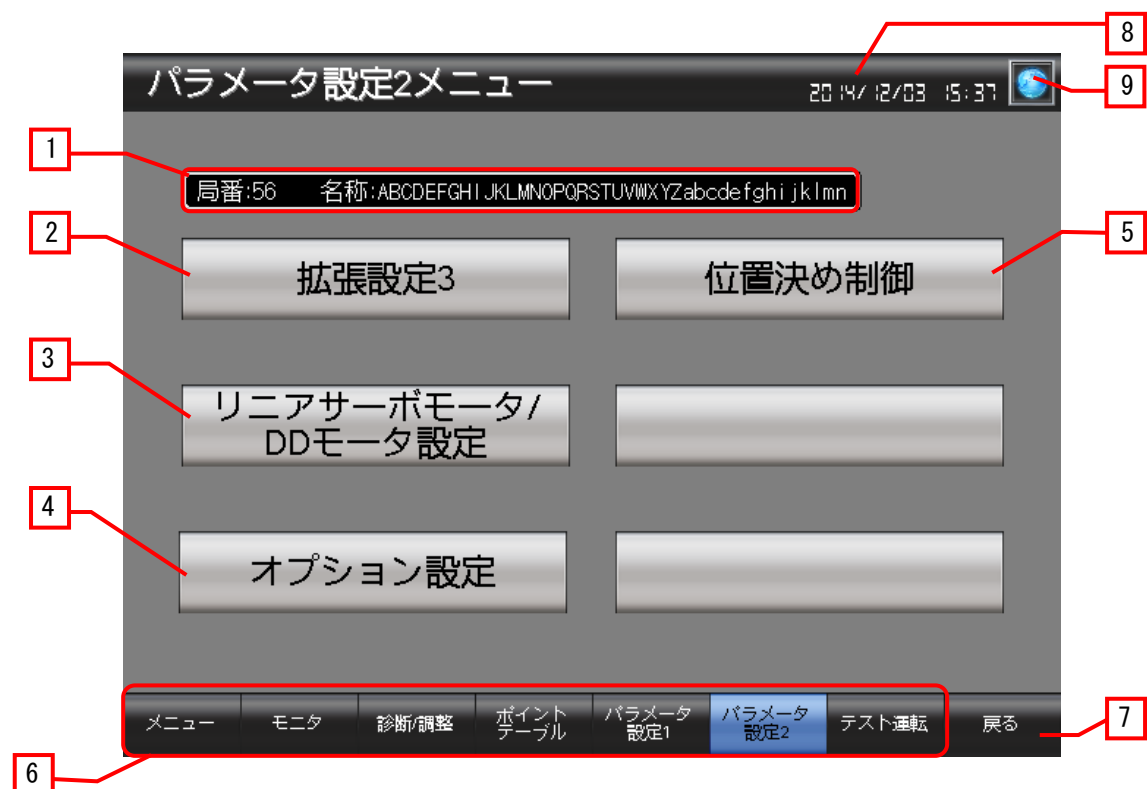 8
パラメータ設定2メニュー
2014/12/03 15:37
9
1
局番:56 名称:ABCDEFGHIJKLMNOPQRSTUVWXYZabcdefghijklmn
2
拡張設定3
位置決め制御
5
3
リニアサーボモータ/
DDモータ設定
4
オプション設定
メニュー
モニタ
診断/調整
ポイント
テーブル
パラメータ
設定1
パラメータ
設定2
テスト運転
戻る
7
6